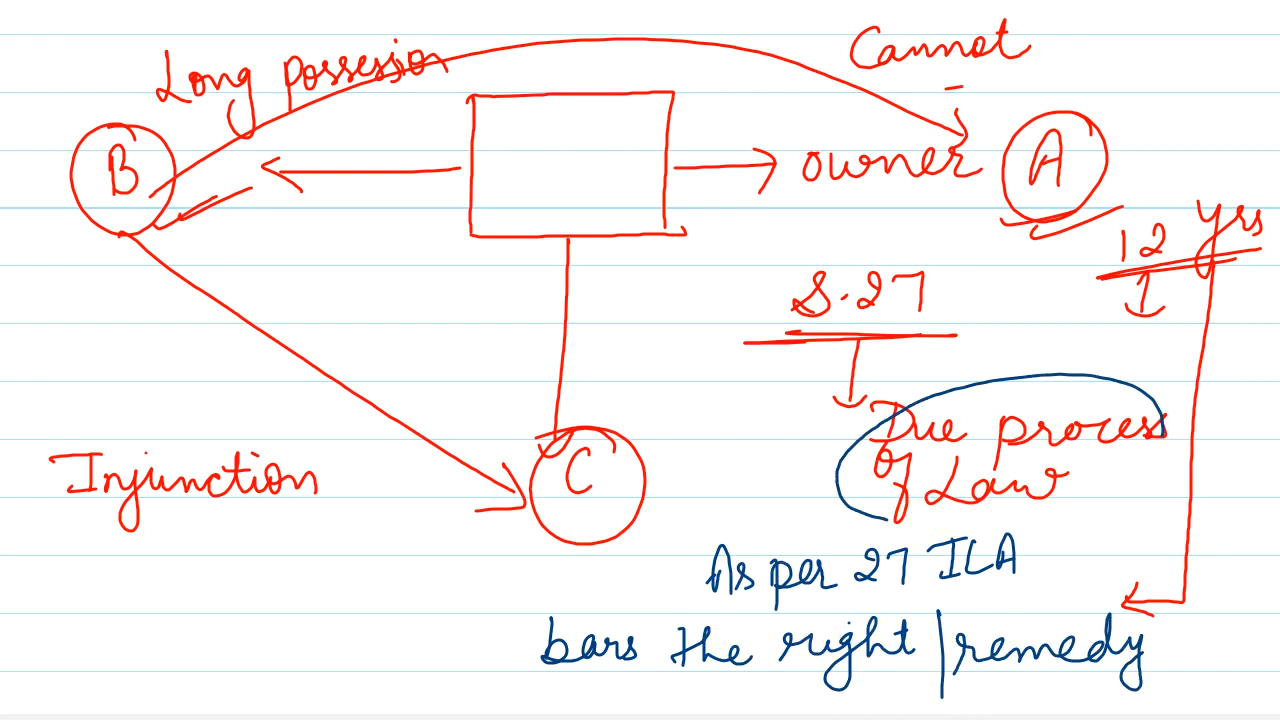 Cannot
Long possession
B
owner
A
12 yrs
S.27
Due process
of Law
Injunction
C
As per 27 ILA
bars the right / remedy